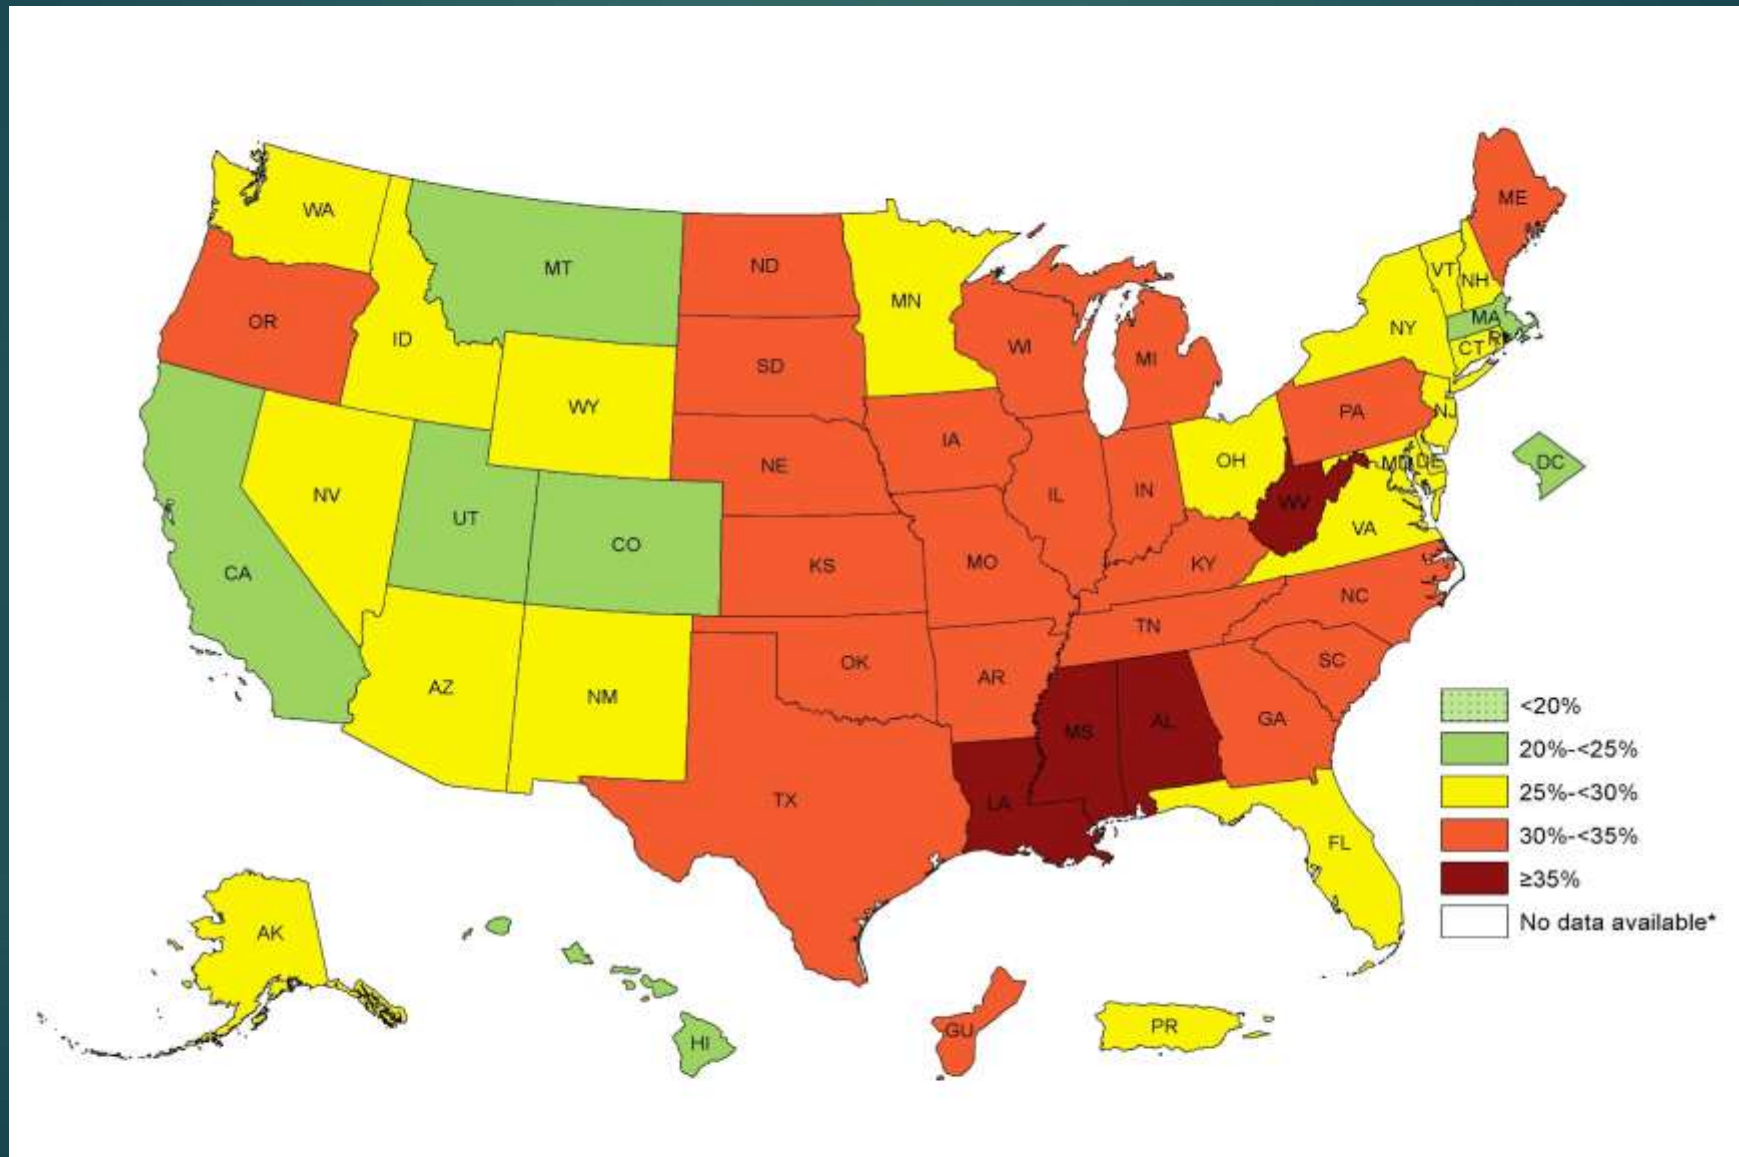 WA
MT
ND
MN
ME
VT
NH
OR
ID
SD
WI
MI
NY
MA
CT
RI
WY
NE
IA
PA
NJ
NV
UT
CO
IL
IN
OH
MD
DE
DC
WV
VA
CA
KS
MO
KY
NC
TN
AZ
NM
OK
AR
SC
MS
AL
GA
TX
LA
FL
<20%
20%-<25%
25%-<30%
30%-<35%
≥35%
No data available*
AK
HI
GU
PR